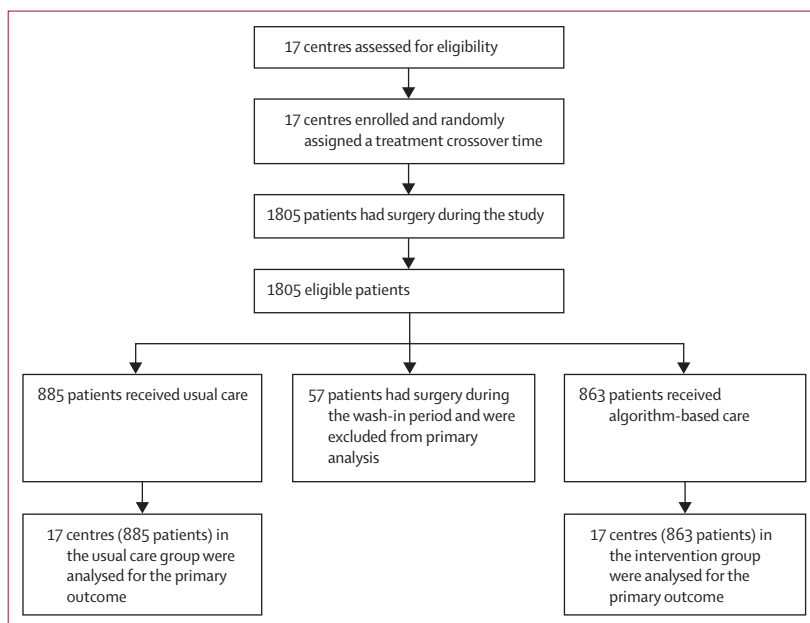 17 centres assessed for eligibility
17 centres enrolled and randomly
assigned a treatment crossover time
1805 patients had surgery during the study
1805 eligible patients
885 patients received usual care
57 patients had surgery during
the wash-in period and were
excluded from primary
analysis
863 patients received
algorithm-based care
17 centres (885 patients) in
the usual care group were
analysed for the primary
outcome
17 centres (863 patients) in
the intervention group
were analysed for the
primary outcome